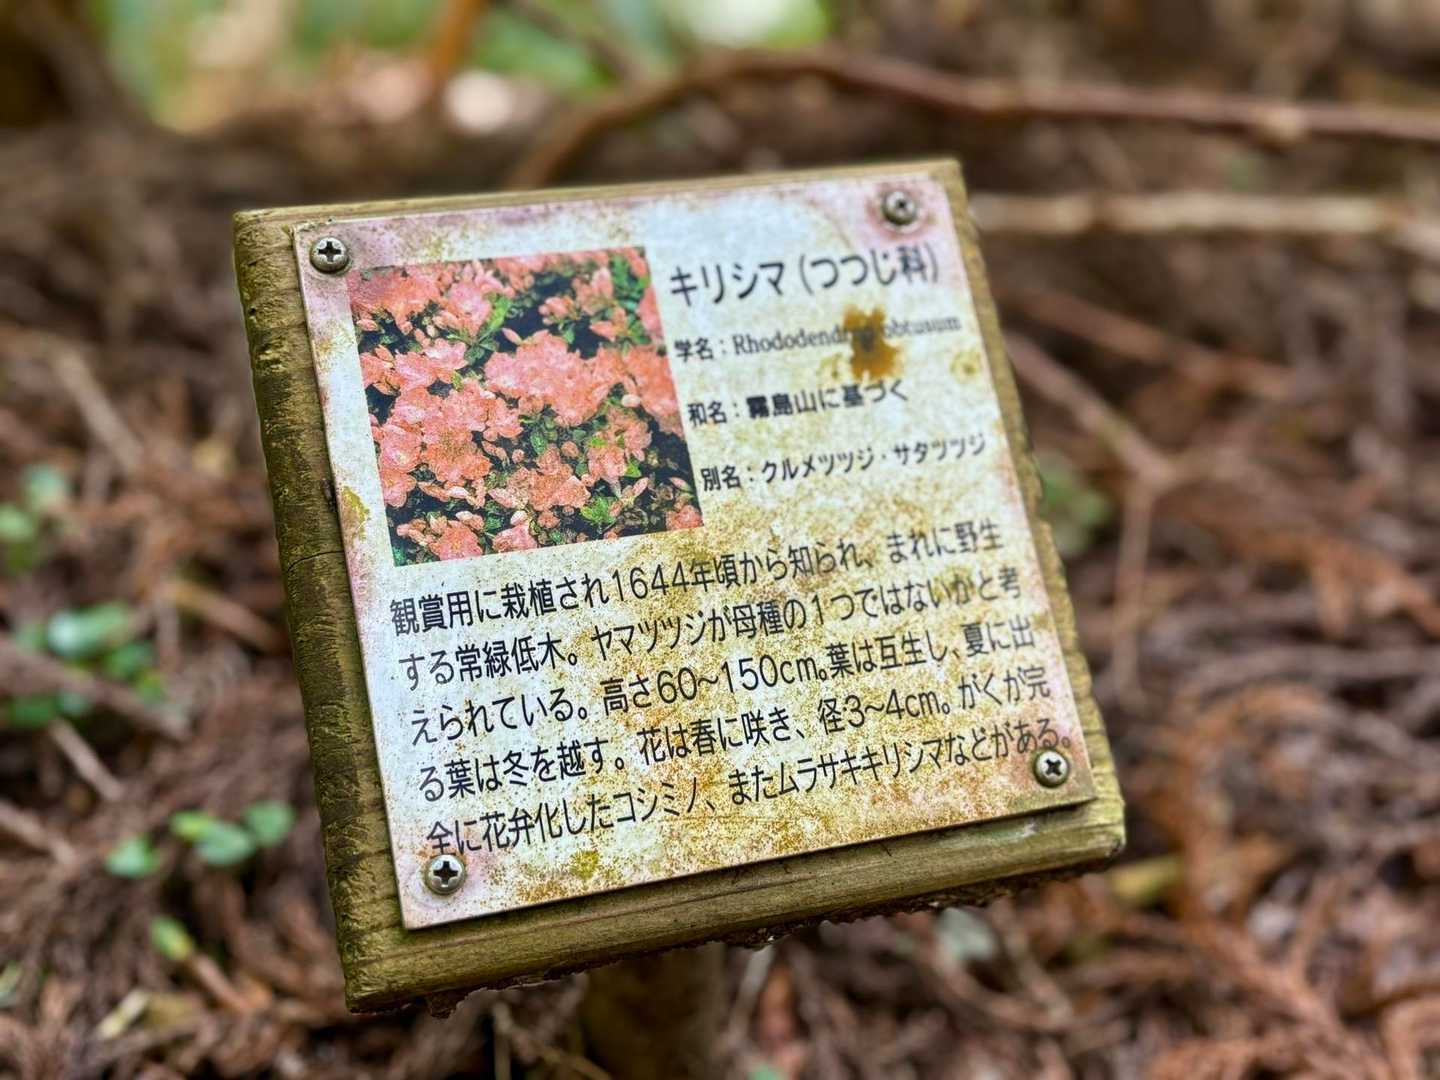 キリシマ（つつじ科）
学名：Rhododendron obtusum
和名：霧島山に基づく
別名：クルメツツジ・サタツツジ
観賞用に栽植され1644年頃から知られ、まれに野生
する常緑低木。ヤマツツジが母種の1つではないかと考
えられている。高さ60~150cm。葉は互生し、夏に出
る葉は冬を越す。花は春に咲き、径3~4cm。がくが完
全に花弁化したコシミノ、またムラサキキリシマなどがある。